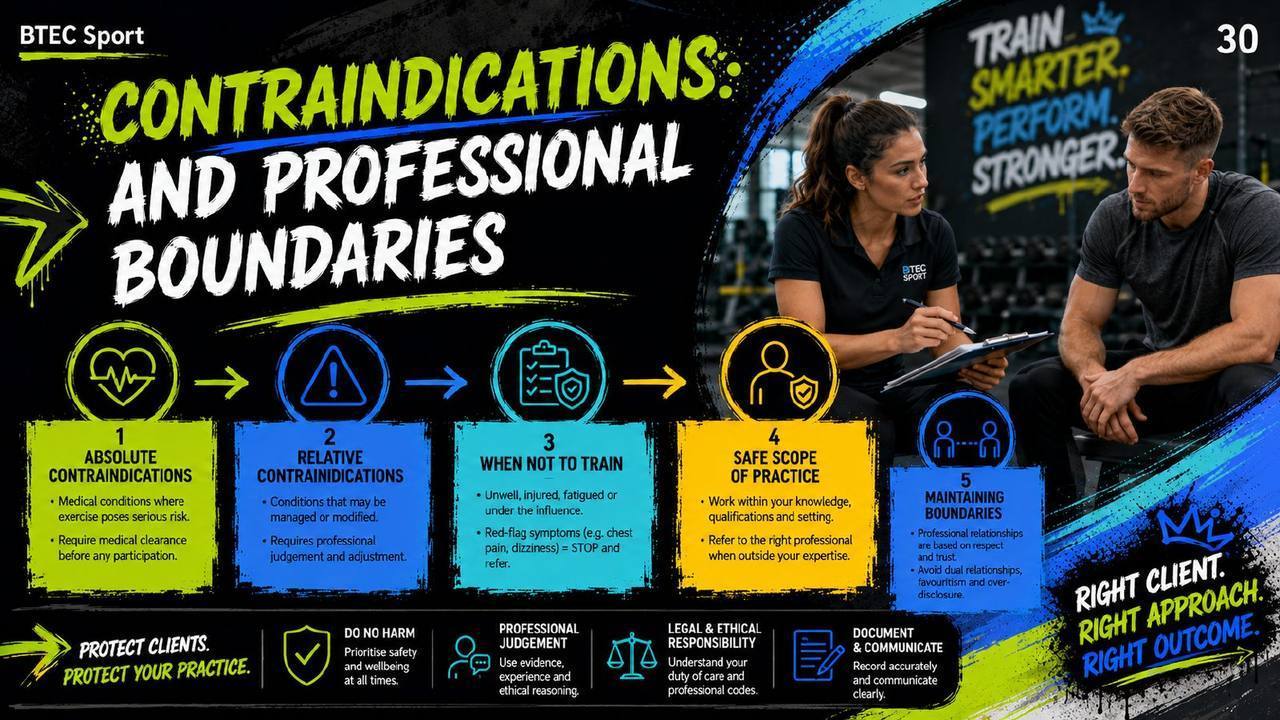 BTEC Sport
30
CONTRAINDICATIONS:
AND PROFESSIONAL
BOUNDARIES
TRAIN
SMARTER.
PERFORM.
STRONGER.
BTEC
SPORT
1
ABSOLUTE
CONTRAINDICATIONS
• Medical conditions where
exercise poses serious risk.
• Require medical clearance
before any participation.
2
RELATIVE
CONTRAINIDICATIONS
• Conditions that may be
managed or modified.
• Requires professional
judgement and adjustment.
3
WHEN NOT TO TRAIN
• Unwell, injured, fatigued or
under the influence.
• Red-flag symptoms (e.g. chest
pain, dizziness) = STOP and
refer.
4
SAFE SCOPE
OF PRACTICE
• Work within your knowledge,
qualifications and setting.
• Refer to the right professional
when outside your expertise.
5
MAINTAINING
BOUNDARIES
• Professional relationships
are based on respect
and trust.
• Avoid dual relationships,
favouritism and over-
disclosure.
RIGHT CLIENT.
RIGHT APPROACH.
RIGHT OUTCOME.
PROTECT CLIENTS.
PROTECT YOUR PRACTICE.
DO NO HARM
Prioritise safety
and wellbeing
at all times.
PROFESSIONAL
JUDGEMENT
Use evidence,
experience and
ethical reasoning.
LEGAL & ETHICAL
RESPONSIBILITY
Understand your
duty of care and
professional codes.
DOCUMENT
& COMMUNICATE
Record accurately
and communicate
clearly.